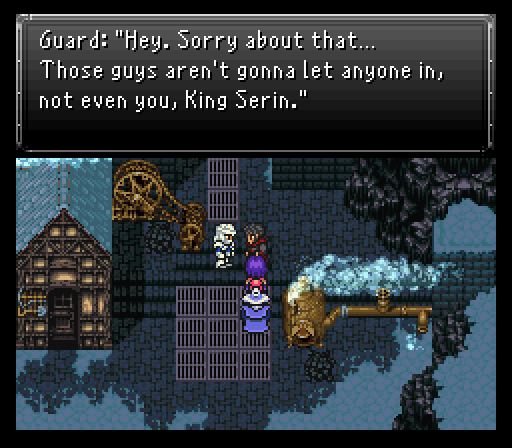 Guard: "Hey. Sorry about that...
Those guys aren't gonna let anyone in,
not even you, King Serin."